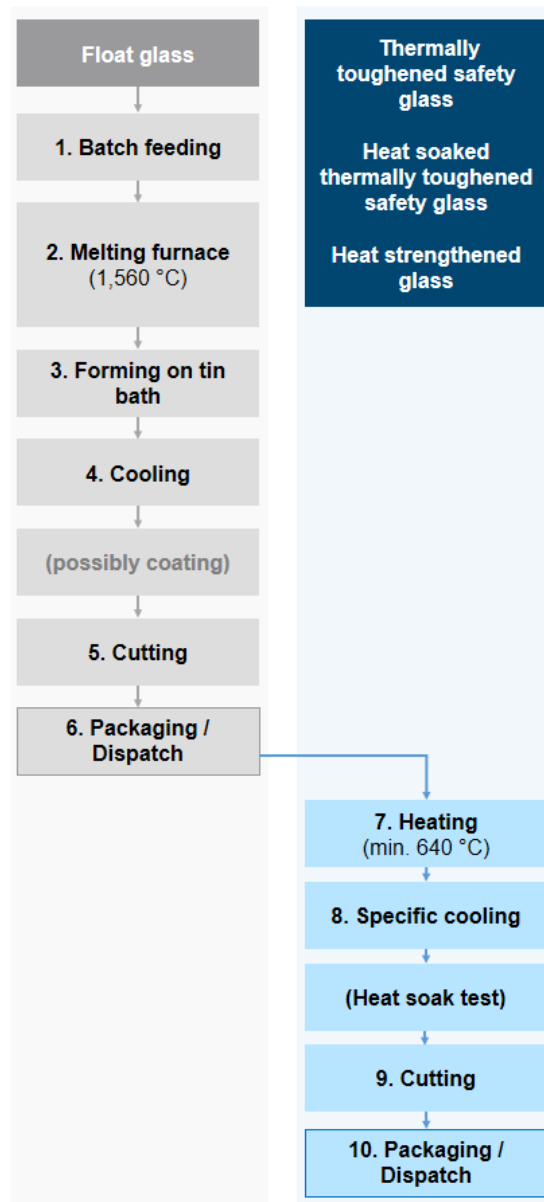 Float glass
1. Batch feeding
2. Melting furnace
(1,560 °C)
3. Forming on tin
bath
4. Cooling
(possibly coating)
5. Cutting
6. Packaging /
Dispatch
Thermally
toughened safety
glass
Heat soaked
thermally toughened
safety glass
Heat strengthened
glass
7. Heating
(min. 640 °C)
8. Specific cooling
(Heat soak test)
9. Cutting
10. Packaging /
Dispatch